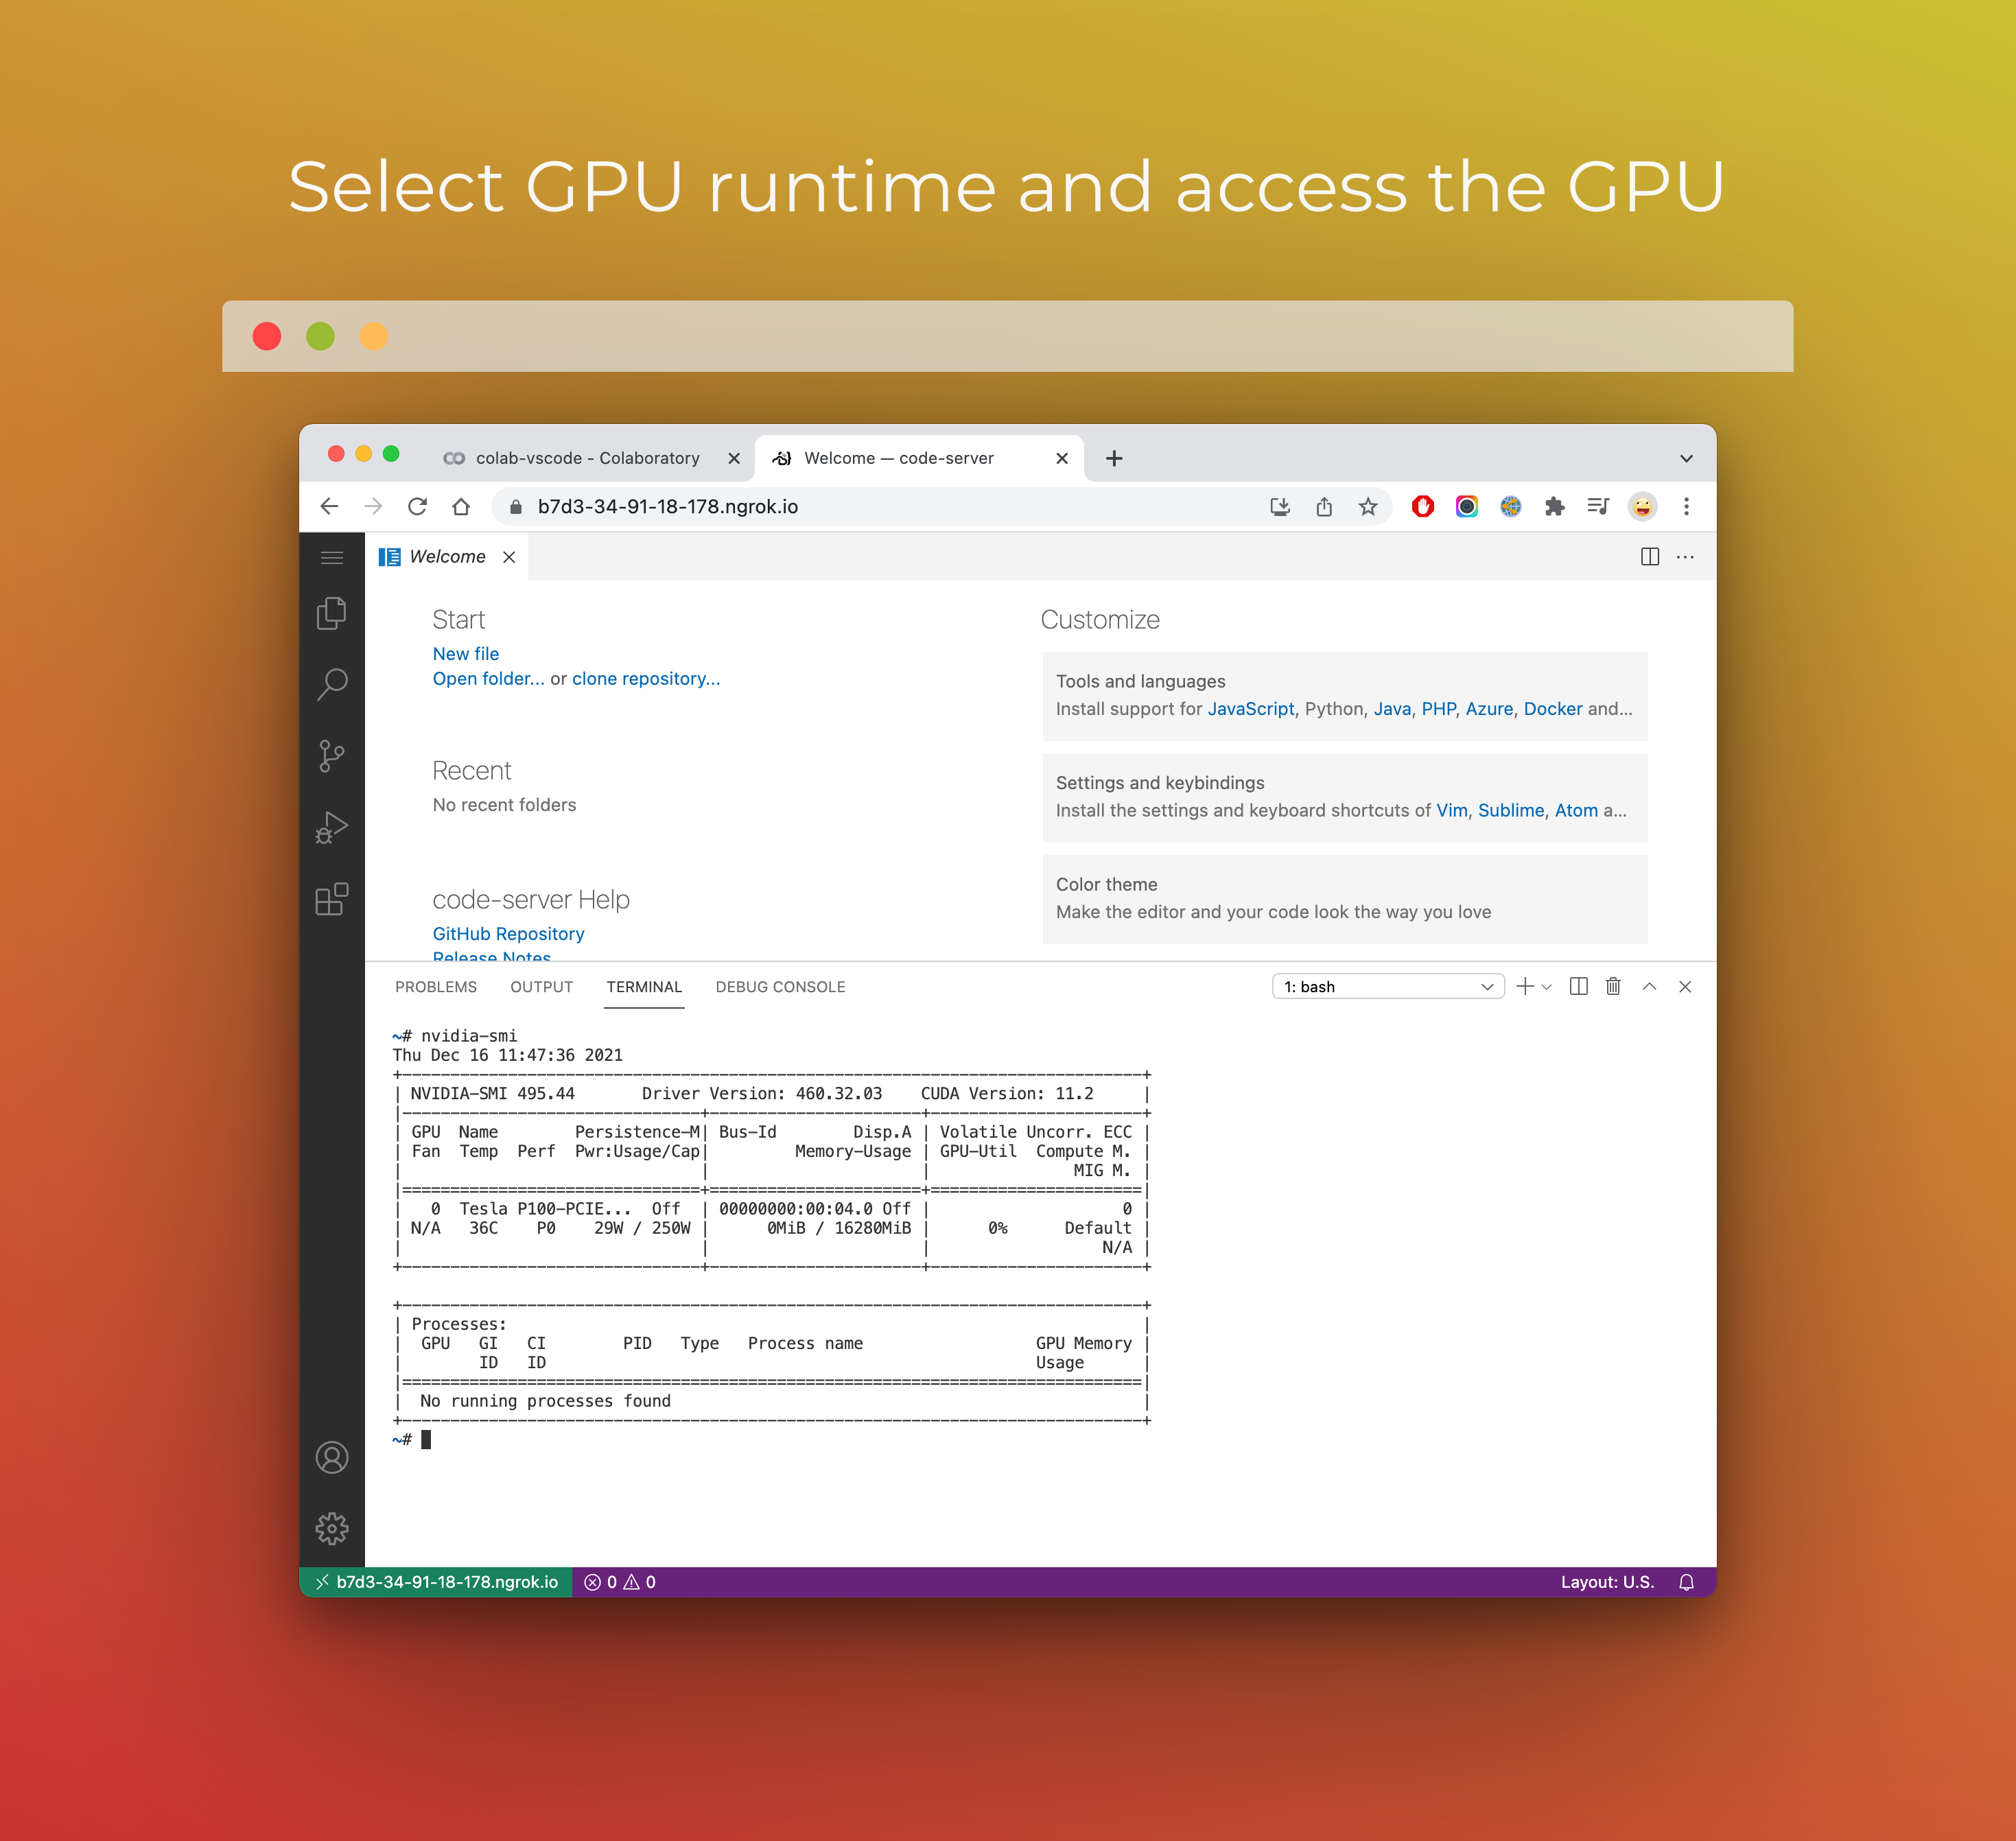 Select GPU runtime and access the GPU
colab-vscode - Colaboratory
Welcome — code-server
b7d3-34-91-18-178.ngrok.io
Welcome
Start
New file
Open folder... or clone repository...
Recent
No recent folders
code-server Help
GitHub Repository
Release Notes
Customize
Tools and languages
Install support for JavaScript, Python, Java, PHP, Azure, Docker and...
Settings and keybindings
Install the settings and keyboard shortcuts of Vim, Sublime, Atom a...
Color theme
Make the editor and your code look the way you love
PROBLEMS OUTPUT TERMINAL DEBUG CONSOLE 1: bash
~# nvidia-smi
Thu Dec 16 11:47:36 2021
+-----------------------------------------------------------------------------+
| NVIDIA-SMI 495.44       Driver Version: 460.32.03    CUDA Version: 11.2     |
|-------------------------------+----------------------+----------------------+
| GPU  Name        Persistence-M| Bus-Id        Disp.A | Volatile Uncorr. ECC |
| Fan  Temp  Perf  Pwr:Usage/Cap|         Memory-Usage | GPU-Util  Compute M. |
|                               |                      |               MIG M. |
|===============================+======================+======================|
|   0  Tesla P100-PCIE...  Off  | 00000000:00:04.0 Off |                    0 |
| N/A   36C    P0    29W / 250W |      0MiB / 16280MiB |      0%      Default |
|                               |                      |                  N/A |
+-------------------------------+----------------------+----------------------+
+-----------------------------------------------------------------------------+
| Processes:                                                                  |
|  GPU   GI   CI        PID   Type   Process name                  GPU Memory |
|        ID   ID                                                   Usage      |
|=============================================================================|
|  No running processes found                                                 |
+-----------------------------------------------------------------------------+
~#
b7d3-34-91-18-178.ngrok.io 0 0 Layout: U.S.